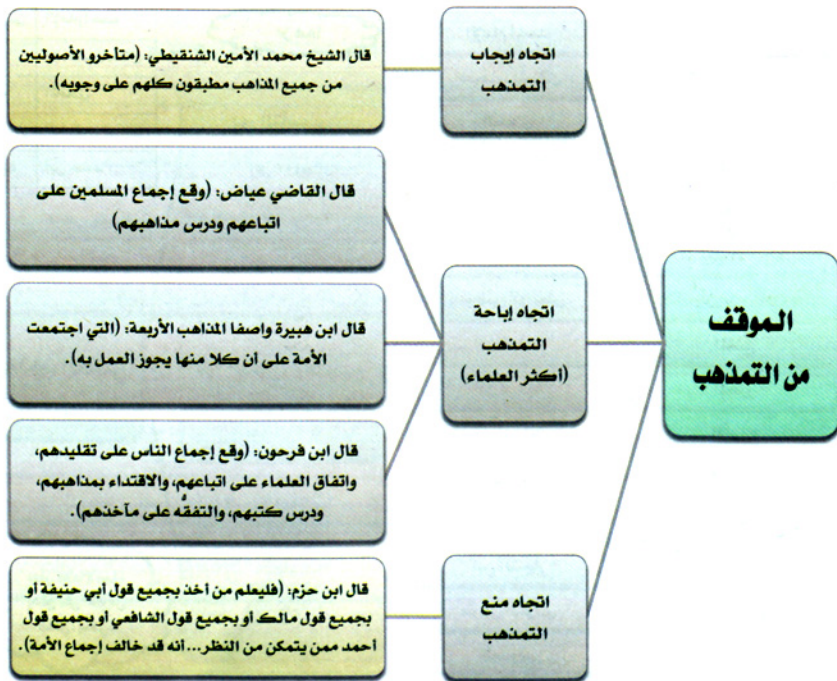 الموقف
من التمذهب
اتجاه إيجاب
التمذهب
قال الشيخ محمد الأمين الشنقيطي: (متأخرو الأصوليين
من جميع المذاهب مطبقون كلهم على وجوبه).
اتجاه إباحة
التمذهب
(أكثر العلماء)
قال القاضي عياض: (وقع إجماع المسلمين على
اتباعهم ودرس مذاهبهم)
قال ابن هبيرة واصفا المذاهب الأربعة: (التي اجتمعت
الأمة على أن كلا منها يجوز العمل به).
قال ابن فرحون: (وقع إجماع الناس على تقليدهم،
واتفاق العلماء على اتباعهم، والاقتداء بمذاهبهم،
ودرس كتبهم، والتفقُّه على مآخذهم).
اتجاه منع
التمذهب
قال ابن حزم: (فليعلم من أخذ بجميع قول أبي حنيفة أو
بجميع قول مالك أو بجميع قول الشافعي أو بجميع قول
أحمد ممن يتمكن من النظر... أنه قد خالف إجماع الأمة).